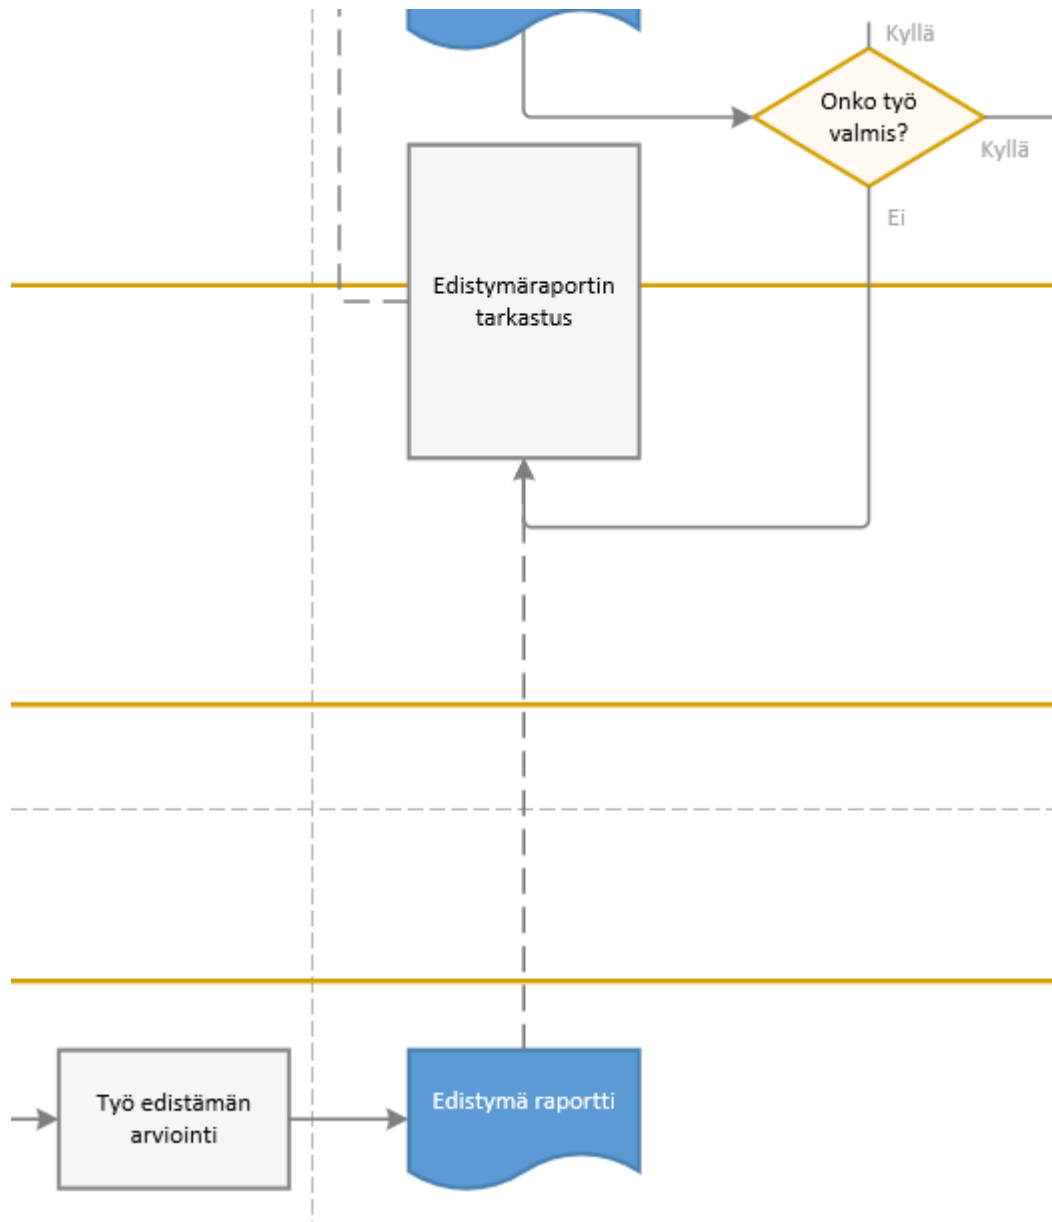 Kyllä
Onko työ
valmis?
Kyllä
Ei
Edistymäraportin
tarkastus
Työ edistämän
arviointi
Edistymä raportti